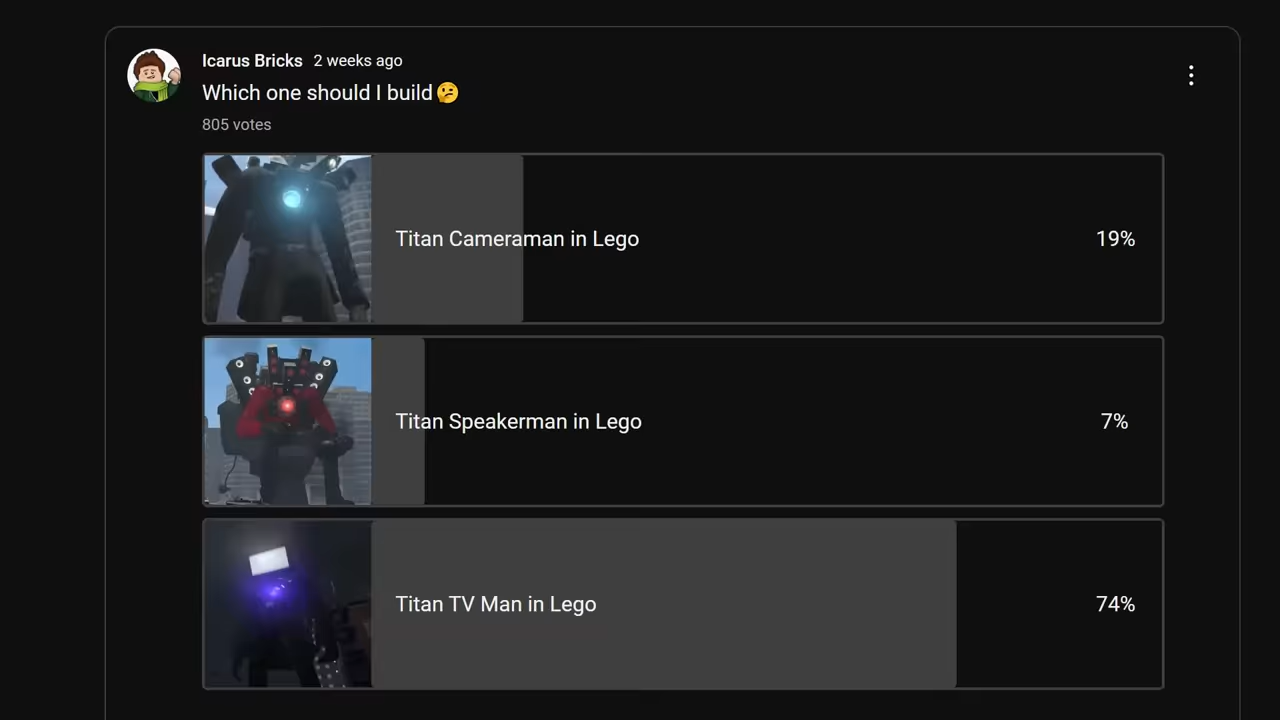 Icarus Bricks 2 weeks ago
Which one should I build🤔
805 votes
Titan Cameraman in Lego 19%
Titan Speakerman in Lego 7%
Titan TV Man in Lego 74%